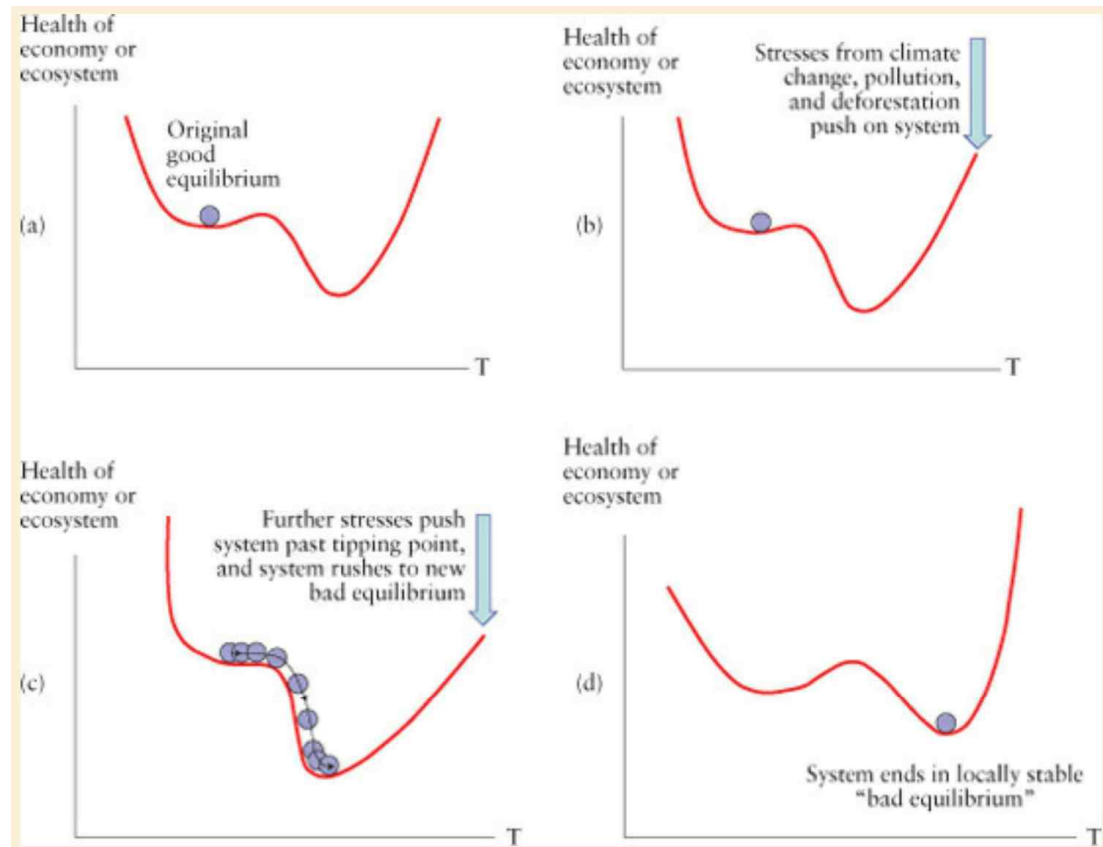 Health of
economy or
ecosystem
Original
good
equilibrium
(a)
T
Health of
economy or
ecosystem
Stresses from climate
change, pollution,
and deforestation
push on system
(b)
T
Health of
economy or
ecosystem
Further stresses push
system past tipping point,
and system rushes to new
bad equilibrium
(c)
T
Health of
economy or
ecosystem
(d)
System ends in locally stable
“bad equilibrium”
T